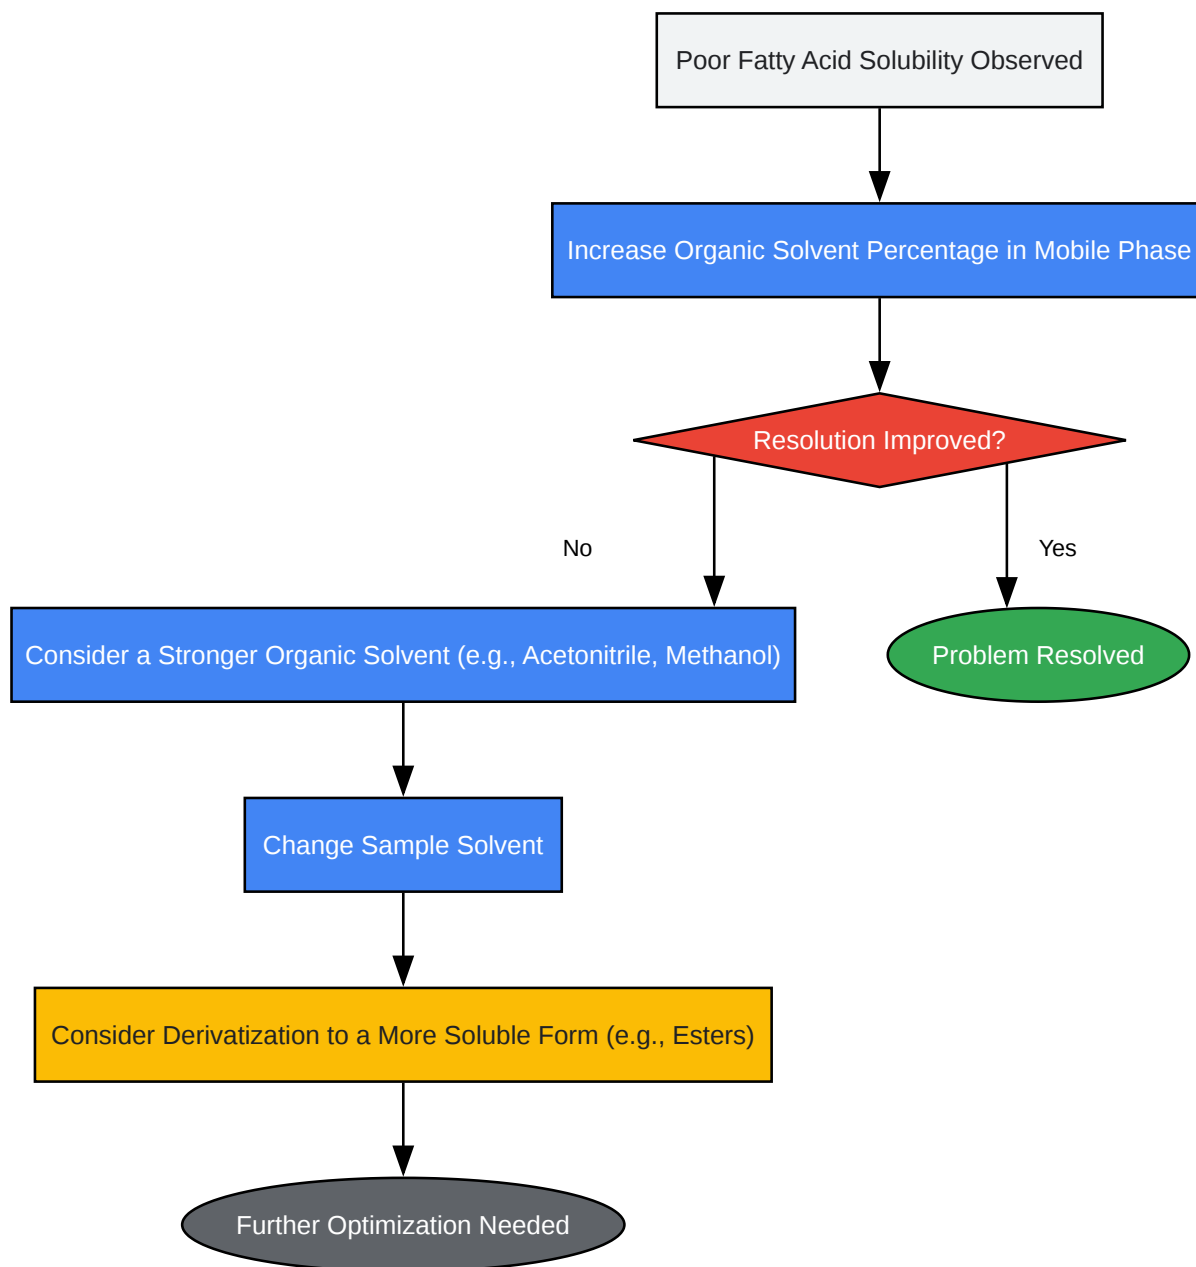 Poor Fatty Acid Solubility Observed
Increase Organic Solvent Percentage in Mobile Phase
Resolution Improved?
No
Yes
Consider a Stronger Organic Solvent (e.g., Acetonitrile, Methanol)
Problem Resolved
Change Sample Solvent
Consider Derivatization to a More Soluble Form (e.g., Esters)
Further Optimization Needed